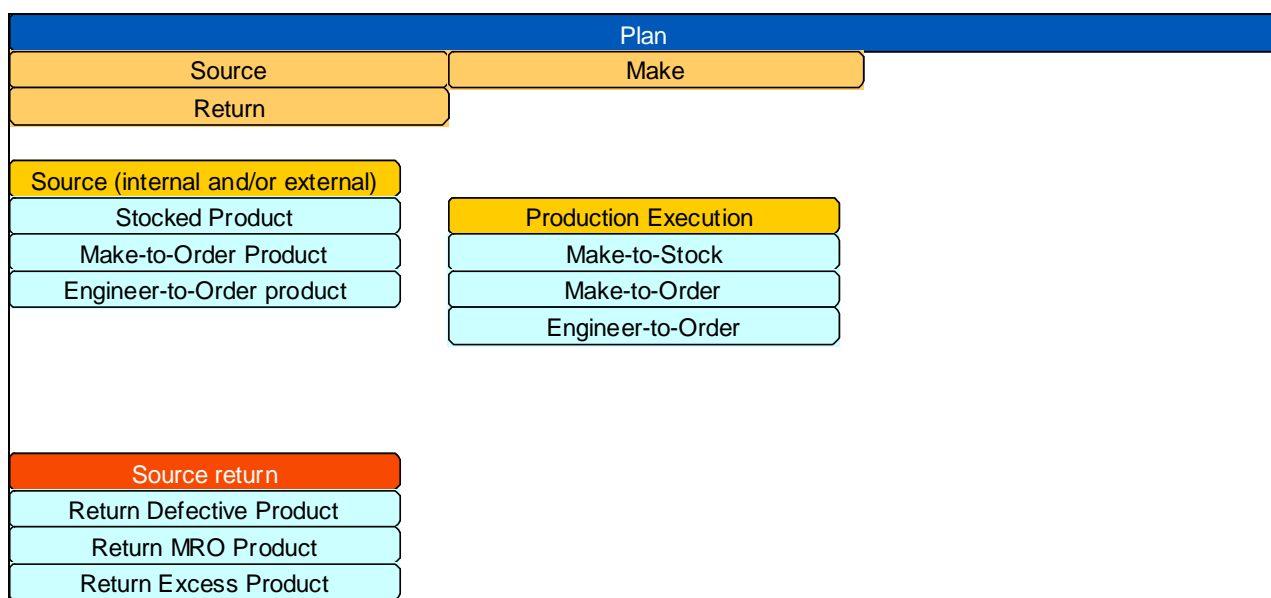 Plan
Source
Make
Return
Source (internal and/or external)
Stocked Product
Production Execution
Make-to-Order Product
Make-to-Stock
Engineer-to-Order product
Make-to-Order
Engineer-to-Order
Source return
Return Defective Product
Return MRO Product
Return Excess Product